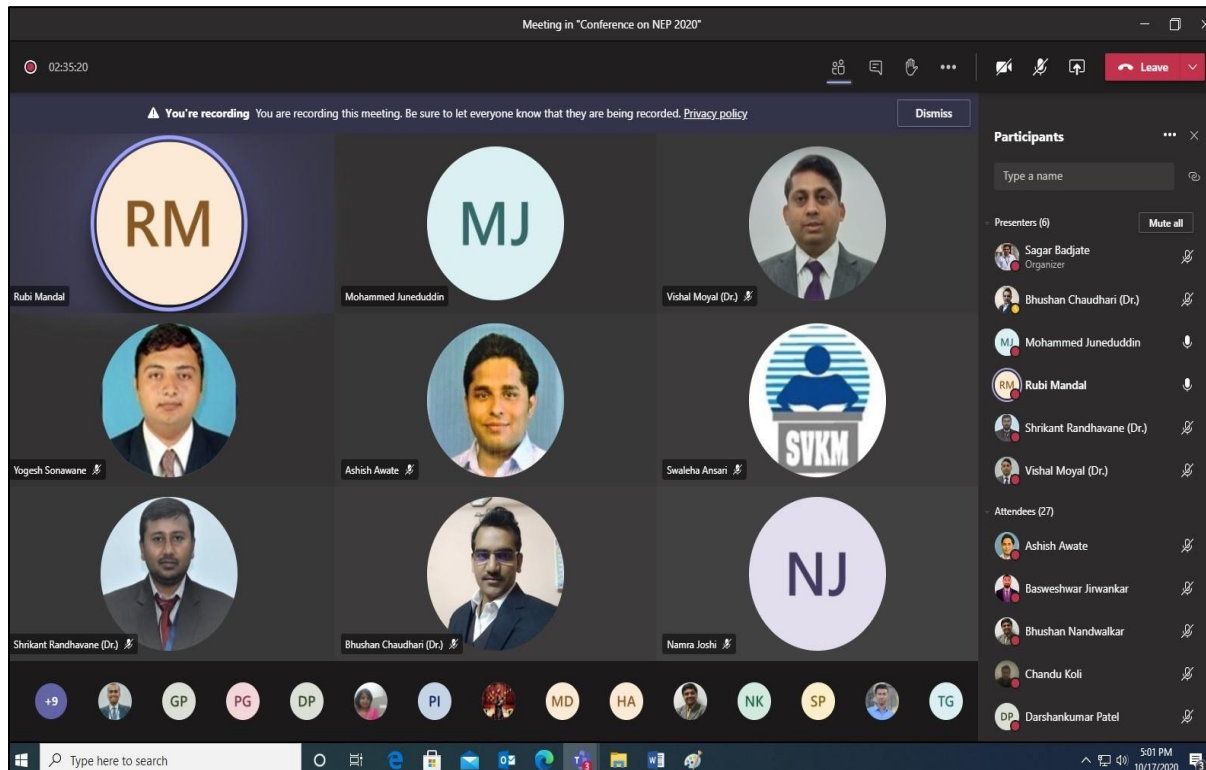 Meeting in "Conference on NEP 2020"
02:35:20
Leave
You're recording You are recording this meeting. Be sure to let everyone know that they are being recorded. Privacy policy
Dismiss
RM
Rubi Mandal
MJ
Mohammed Juneduddin
Vishal Moyal (Dr.)
Yogesh Sonawane
Ashish Awate
SVKM
Swaleha Ansari
Shrikant Randhavane (Dr.)
Bhushan Chaudhari (Dr.)
NJ
Namra Joshi
+9
GP
PG
DP
PI
MD
HA
NK
SP
TG
Participants
Type a name
Presenters (6)
Mute all
Sagar Badjate
Organizer
Bhushan Chaudhari (Dr.)
MJ
Mohammed Juneduddin
RM
Rubi Mandal
Shrikant Randhavane (Dr.)
Vishal Moyal (Dr.)
Attendees (27)
Ashish Awate
Basweshwar Jirwankar
Bhushan Nandwalkar
Chandu Koli
DP
Darshankumar Patel
Type here to search
5:01 PM
10/17/2020